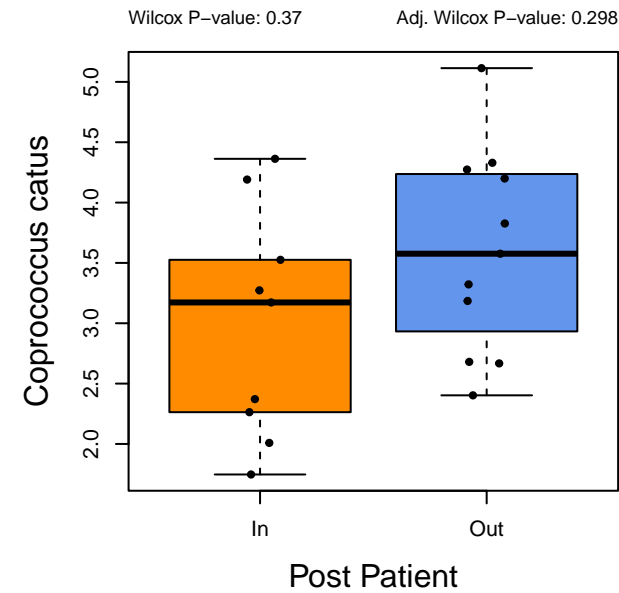 Wilcox P−value: 0.37
Adj. Wilcox P−value: 0.298
Coprococcus catus
5.0
4.5
4.0
3.5
3.0
2.5
2.0
In
Out
Post Patient